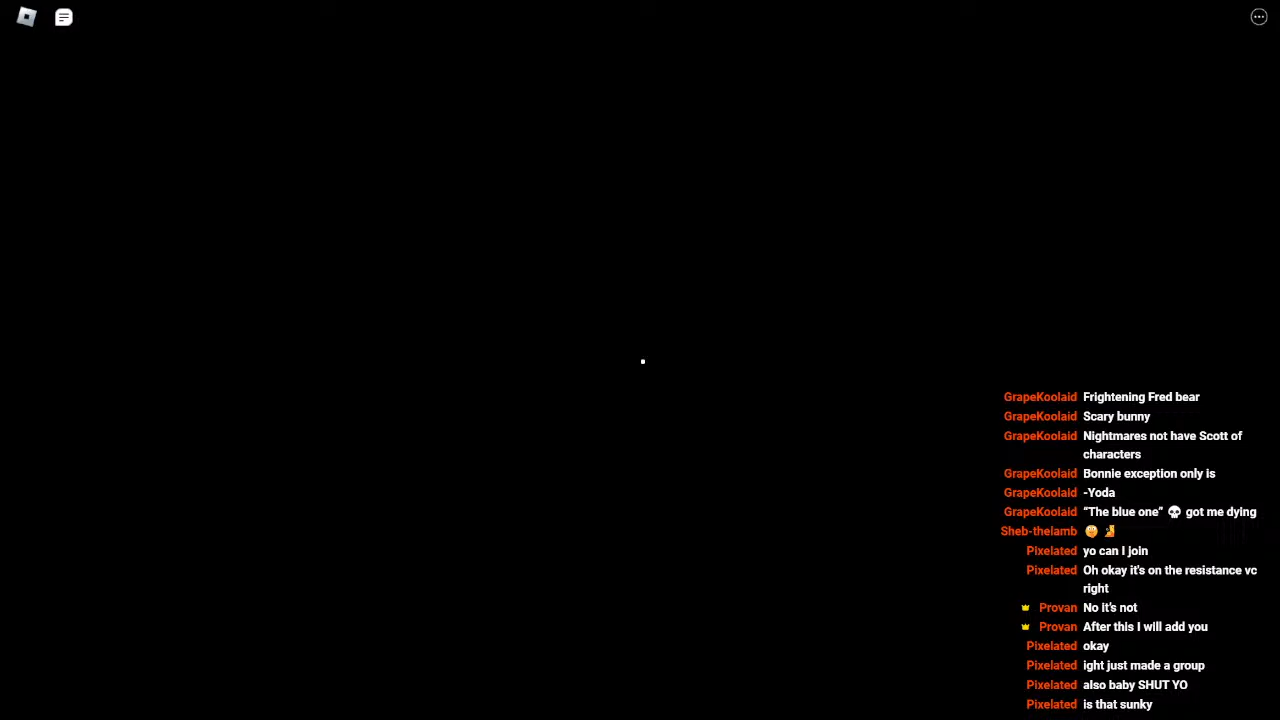 GrapeKoolaid Frightening Fred bear
GrapeKoolaid Scary bunny
GrapeKoolaid Nightmares not have Scott of
characters
GrapeKoolaid Bonnie exception only is
GrapeKoolaid -Yoda
GrapeKoolaid “The blue one” 💀 got me dying
Sheb-thelamb
Pixelated yo can I join
Pixelated Oh okay it's on the resistance vc
right
Provan No it’s not
Provan After this I will add you
Pixelated okay
Pixelated ight just made a group
Pixelated also baby SHUT YO
Pixelated is that sunky